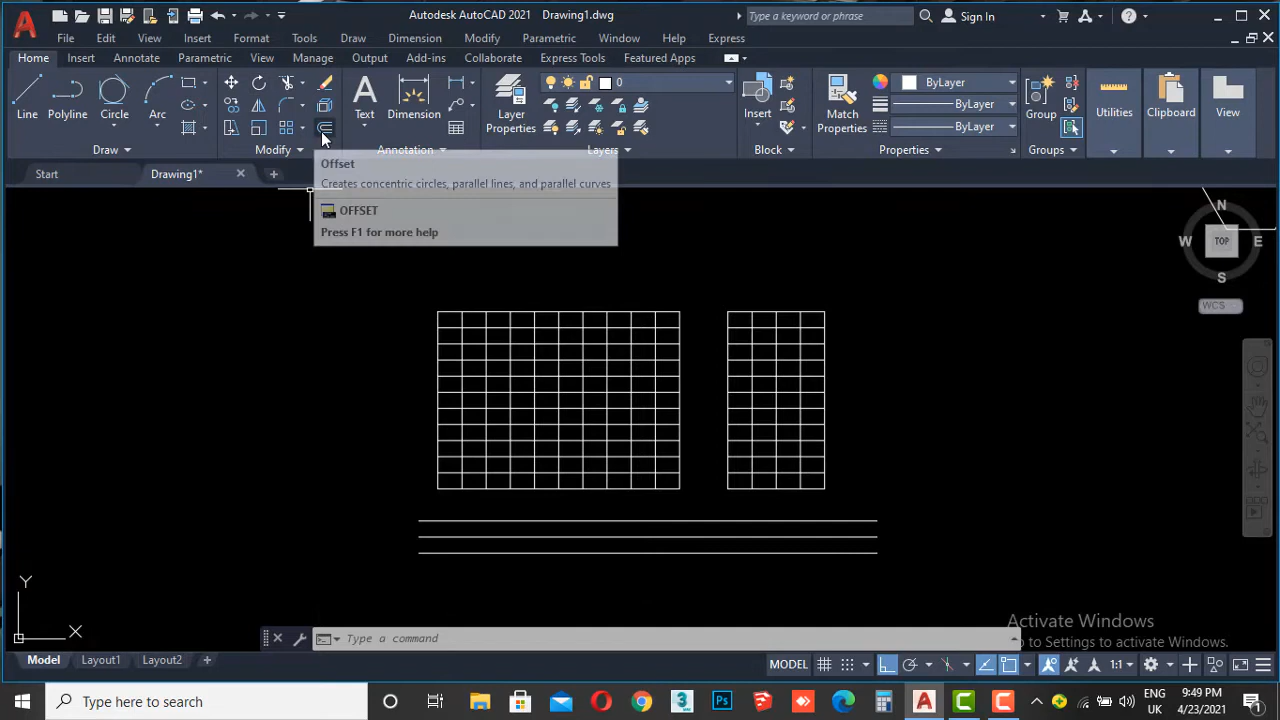 Autodesk AutoCAD 2021 Drawing1.dwg
Type a keyword or phrase
Sign In
File Edit View Insert Format Tools Draw Dimension Modify Parametric Window Help Express
Home Insert Annotate Parametric View Manage Output Add-ins Collaborate Express Tools Featured Apps
Line Polyline Circle Arc
Draw
Modify
Text Dimension
Annotation
Layer Properties
0
Layers
Insert
Block
Match Properties
ByLayer
ByLayer
ByLayer
Properties
Group
Groups
Utilities
Clipboard
View
Start
Drawing1*
Offset
Creates concentric circles, parallel lines, and parallel curves
OFFSET
Press F1 for more help
N
W TOP E
S
WCS
Y
X
Activate Windows
to Settings to activate Windows.
Type a command
Model Layout1 Layout2
MODEL
1:1
Type here to search
3
Ps
ENG
UK
9:49 PM
4/23/2021
1